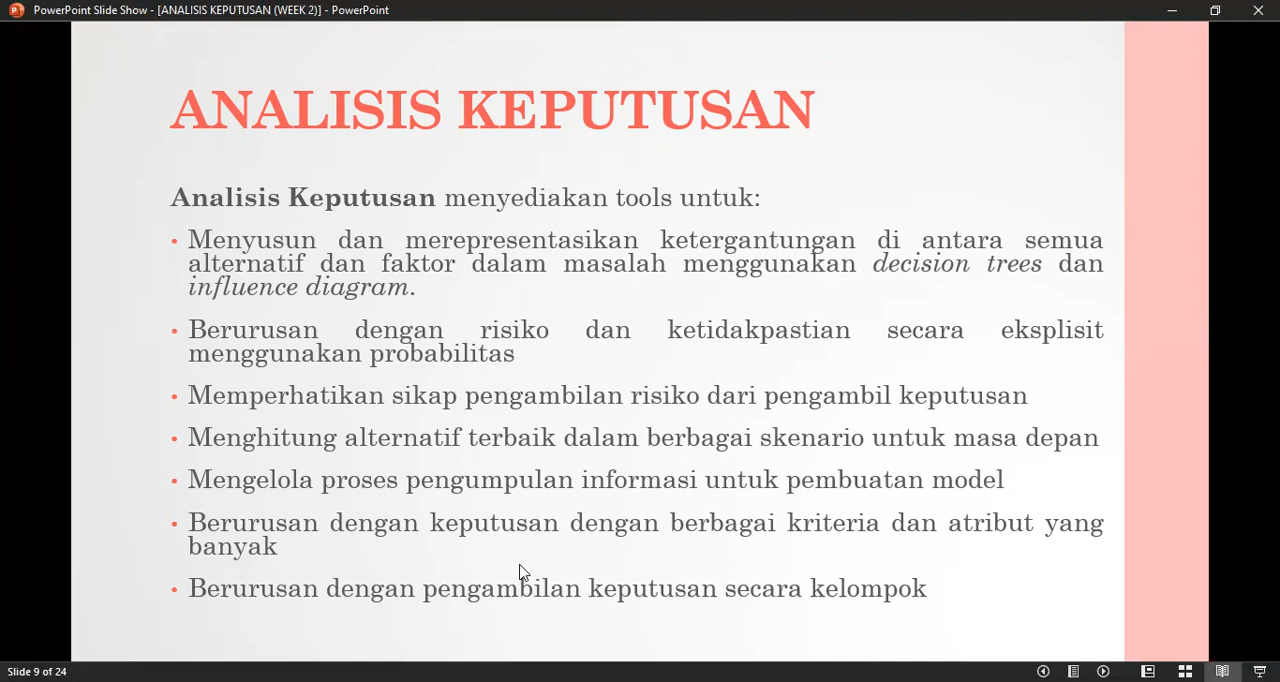 PowerPoint Slide Show - [ANALISIS KEPUTUSAN (WEEK 2)] - PowerPoint
ANALISIS KEPUTUSAN
Analisis Keputusan menyediakan tools untuk:
• Menyusun dan merepresentasikan ketergantungan di antara semua
alternatif dan faktor dalam masalah menggunakan decision trees dan
influence diagram.
• Berurusan dengan risiko dan ketidakpastian secara eksplisit
menggunakan probabilitas
• Memperhatikan sikap pengambilan risiko dari pengambil keputusan
• Menghitung alternatif terbaik dalam berbagai skenario untuk masa depan
• Mengelola proses pengumpulan informasi untuk pembuatan model
• Berurusan dengan keputusan dengan berbagai kriteria dan atribut yang
banyak
• Berurusan dengan pengambilan keputusan secara kelompok
Slide 9 of 24